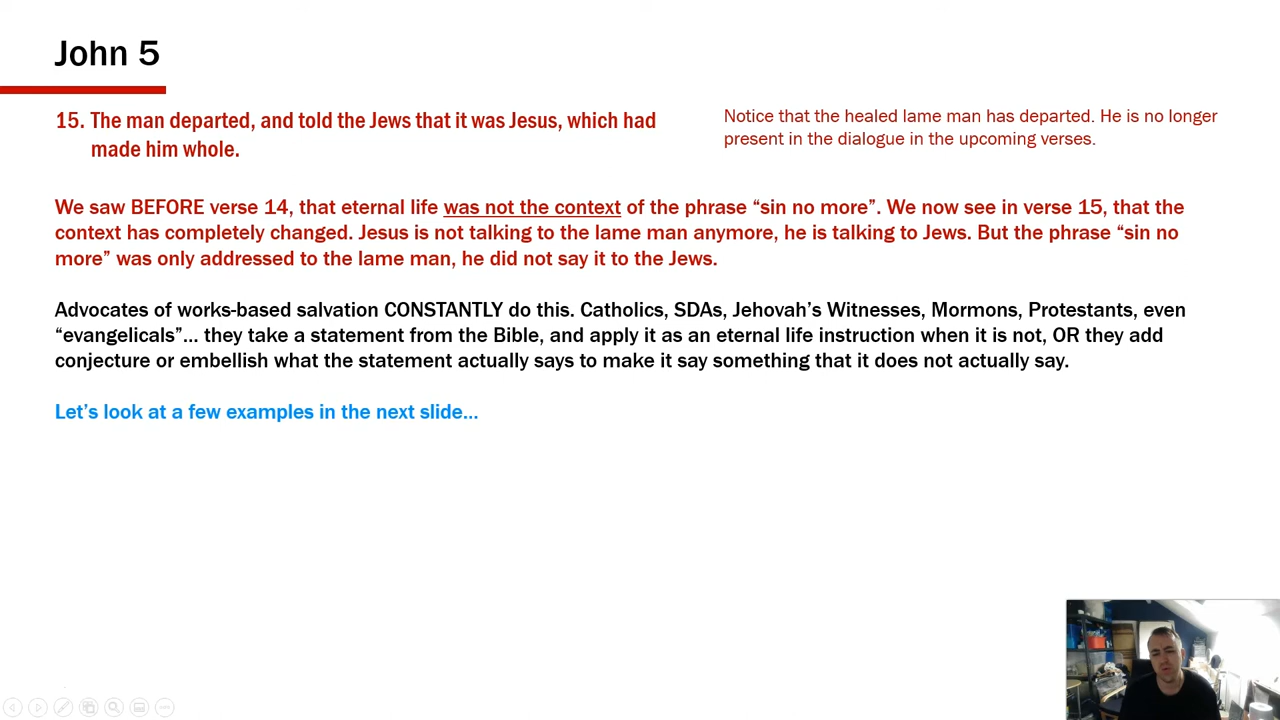 John 5
15. The man departed, and told the Jews that it was Jesus, which had
made him whole.
Notice that the healed lame man has departed. He is no longer
present in the dialogue in the upcoming verses.
We saw BEFORE verse 14, that eternal life was not the context of the phrase “sin no more”. We now see in verse 15, that the
context has completely changed. Jesus is not talking to the lame man anymore, he is talking to Jews. But the phrase “sin no
more” was only addressed to the lame man, he did not say it to the Jews.
Advocates of works-based salvation CONSTANTLY do this. Catholics, SDAs, Jehovah’s Witnesses, Mormons, Protestants, even
“evangelicals”... they take a statement from the Bible, and apply it as an eternal life instruction when it is not, OR they add
conjecture or embellish what the statement actually says to make it say something that it does not actually say.
Let’s look at a few examples in the next slide...